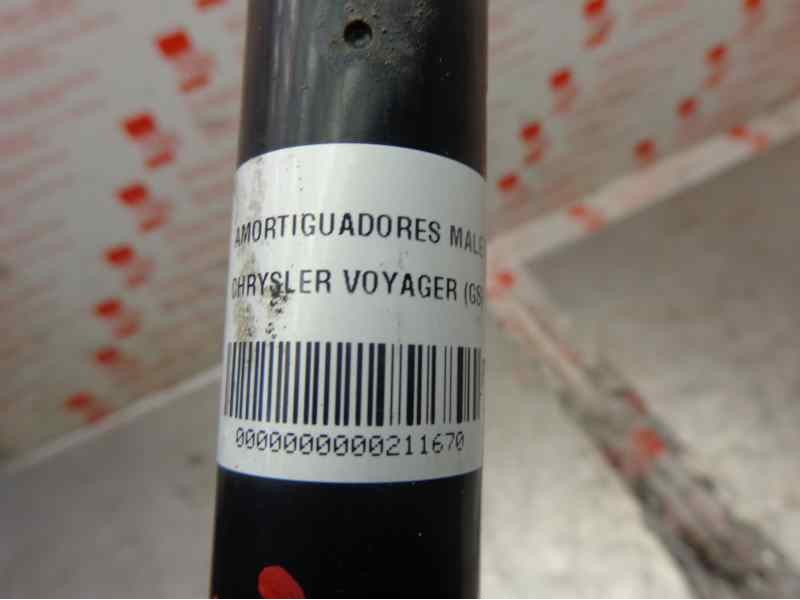 AMORTIGUADORES MALE
CHRYSLER VOYAGER (GS
0000000000211670